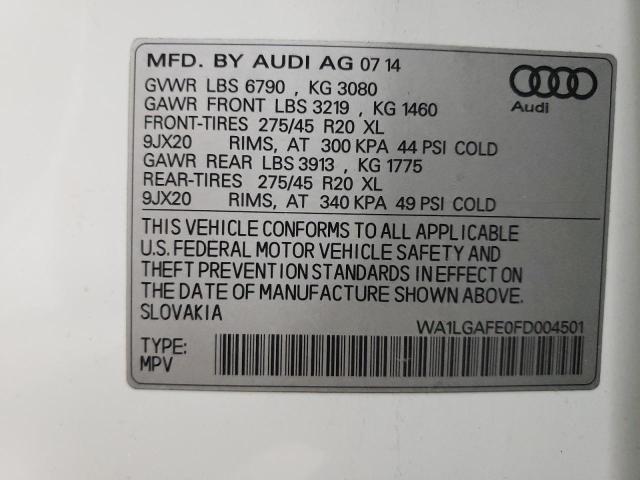 MFD. BY AUDI AG 07 14
GVWR LBS 6790 , KG 3080
GAWR FRONT LBS 3219 , KG 1460
FRONT-TIRES 275/45 R20 XL
9JX20 RIMS, AT 300 KPA 44 PSI COLD
GAWR REAR LBS 3913 , KG 1775
REAR-TIRES 275/45 R20 XL
9JX20 RIMS, AT 340 KPA 49 PSI COLD
Audi
THIS VEHICLE CONFORMS TO ALL APPLICABLE
U.S. FEDERAL MOTOR VEHICLE SAFETY AND
THEFT PREVENTION STANDARDS IN EFFECT ON
THE DATE OF MANUFACTURE SHOWN ABOVE.
SLOVAKIA
WA1LGAFE0FD004501
TYPE:
MPV